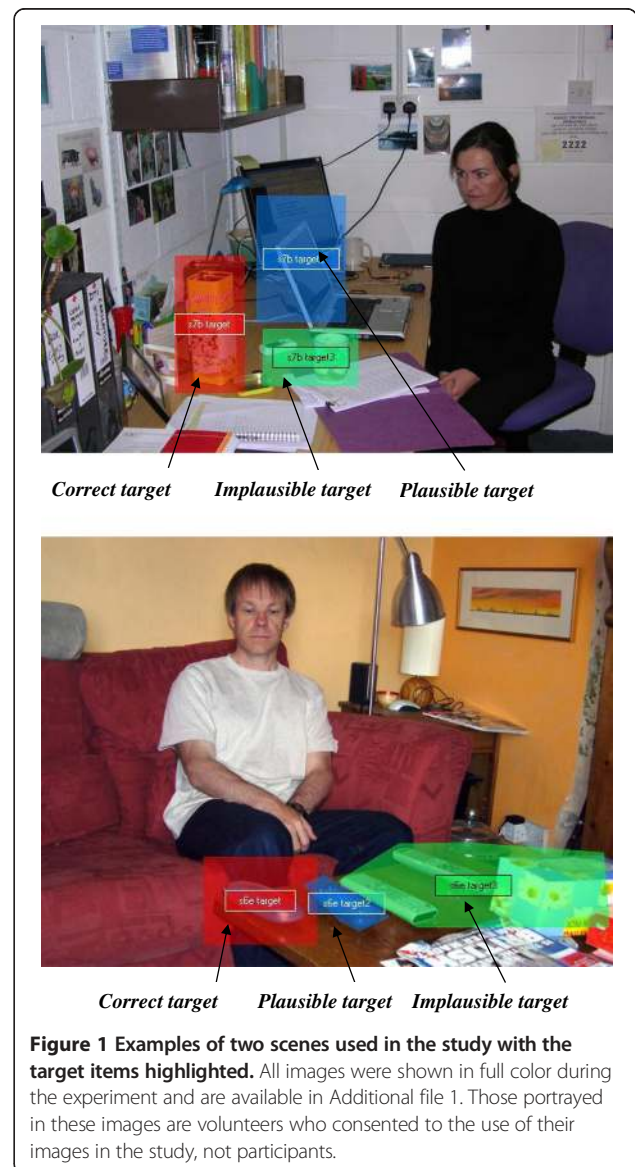 2222
s7b target2
s7b target
s7b target3
Correct target Implausible target Plausible target
s6e target
s6e target2
s6e target3
Correct target Plausible target Implausible target
Figure 1 Examples of two scenes used in the study with the
target items highlighted. All images were shown in full color during
the experiment and are available in Additional file 1. Those portrayed
in these images are volunteers who consented to the use of their
images in the study, not participants.